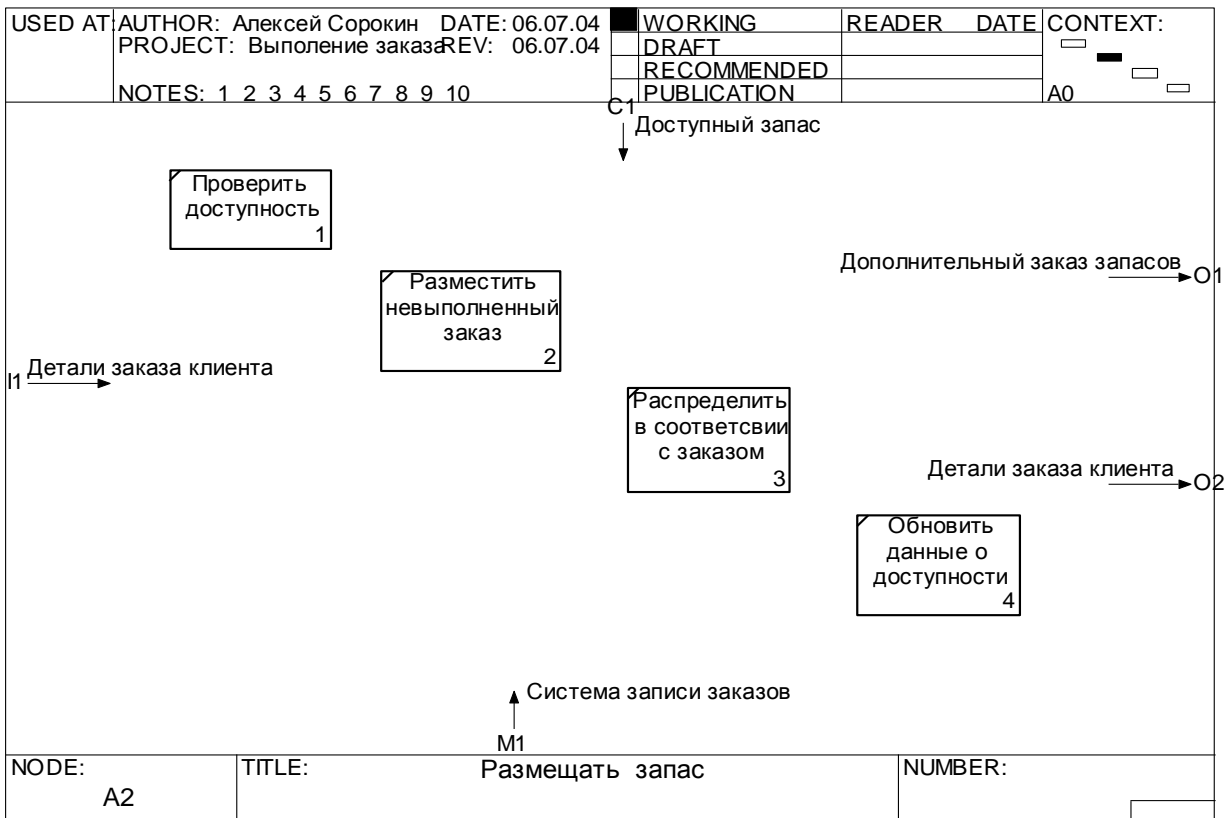 USED AT: AUTHOR: Алексей Сорокин DATE: 06.07.04 WORKING READER DATE CONTEXT:
PROJECT: Выполение заказа REV: 06.07.04 DRAFT
RECOMMENDED
NOTES: 1 2 3 4 5 6 7 8 9 10 PUBLICATION A0
C1
Доступный запас
Проверить
доступность
1
Дополнительный заказ запасов
O1
Разместить
невыполненный
заказ
2
Детали заказа клиента
I1
Распределить
в соответсвии
с заказом
3
Детали заказа клиента
O2
Обновить
данные о
доступности
4
Система записи заказов
M1
NODE: TITLE: Размещать запас NUMBER:
A2